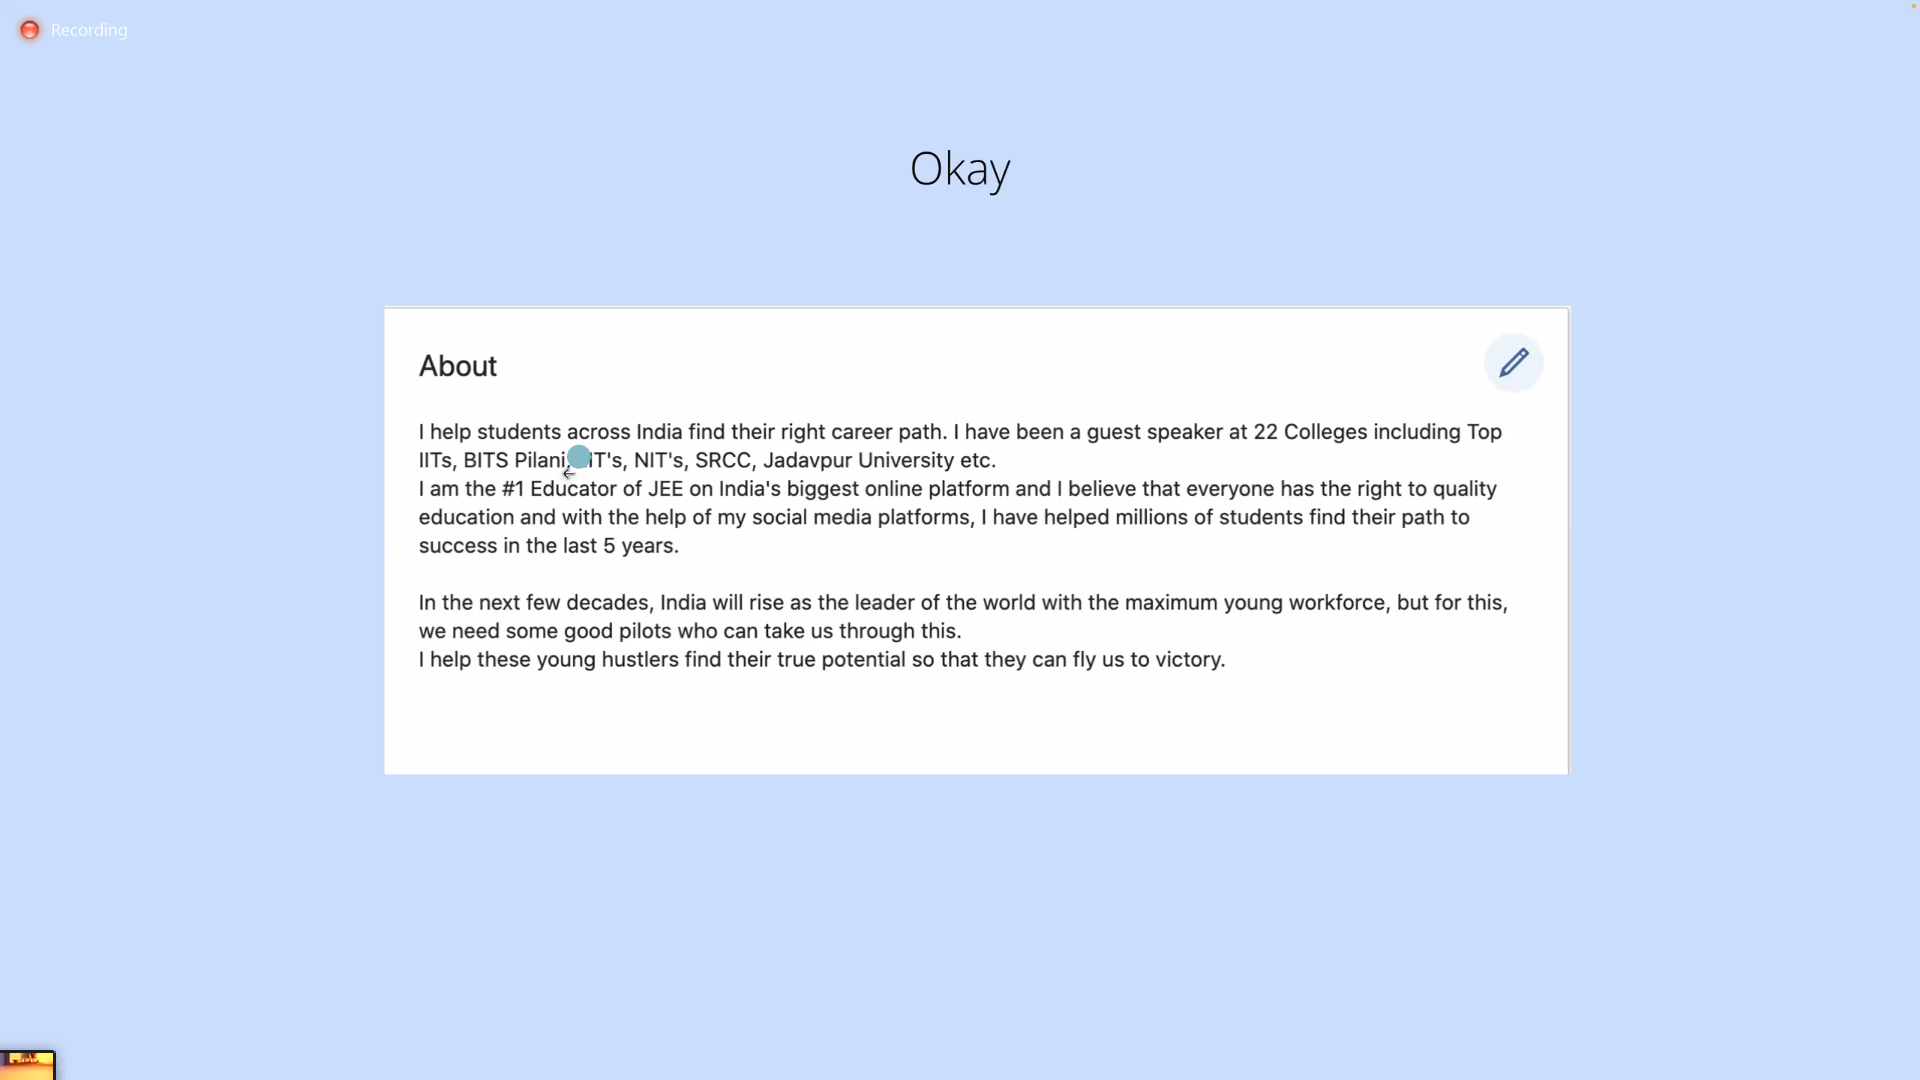 Recording
Okay
About
I help students across India find their right career path. I have been a guest speaker at 22 Colleges including Top
IITs, BITS Pilani, NIT's, SRCC, Jadavpur University etc.
I am the #1 Educator of JEE on India's biggest online platform and I believe that everyone has the right to quality
education and with the help of my social media platforms, I have helped millions of students find their path to
success in the last 5 years.
In the next few decades, India will rise as the leader of the world with the maximum young workforce, but for this,
we need some good pilots who can take us through this.
I help these young hustlers find their true potential so that they can fly us to victory.